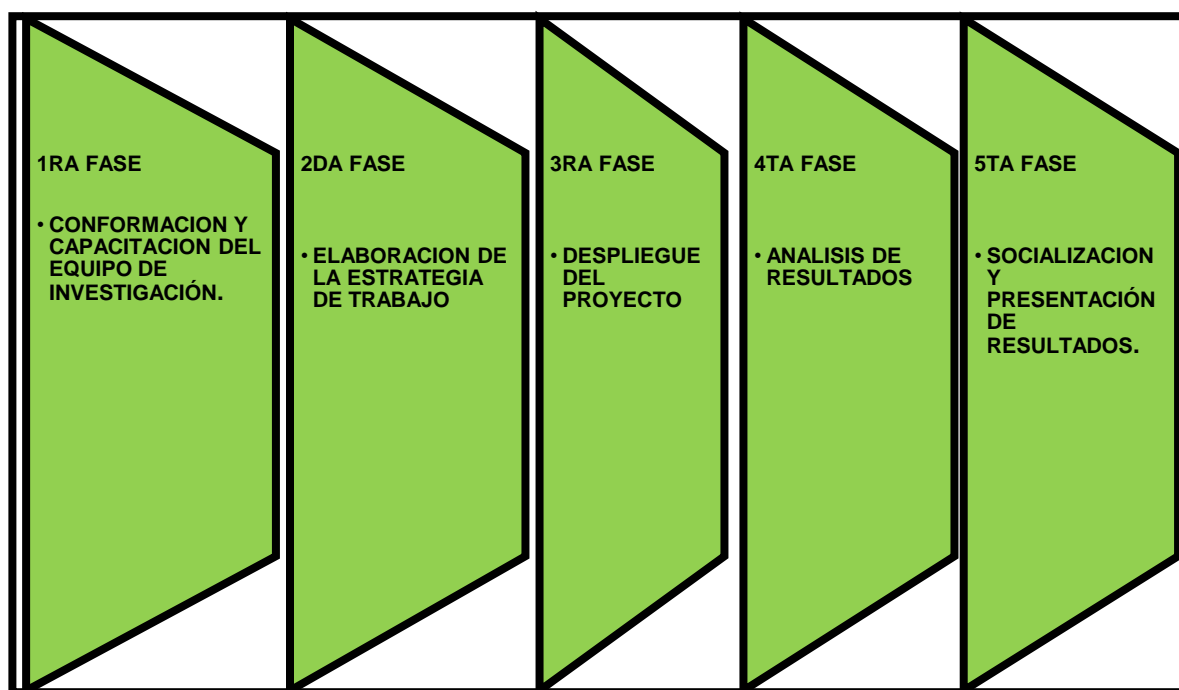 1RA FASE
• CONFORMACION Y
CAPACITACION DEL
EQUIPO DE
INVESTIGACIÓN.
2DA FASE
• ELABORACION DE
LA ESTRATEGIA
DE TRABAJO
3RA FASE
• DESPLIEGUE
DEL
PROYECTO
4TA FASE
• ANALISIS DE
RESULTADOS
5TA FASE
• SOCIALIZACION
Y
PRESENTACIÓN
DE
RESULTADOS.